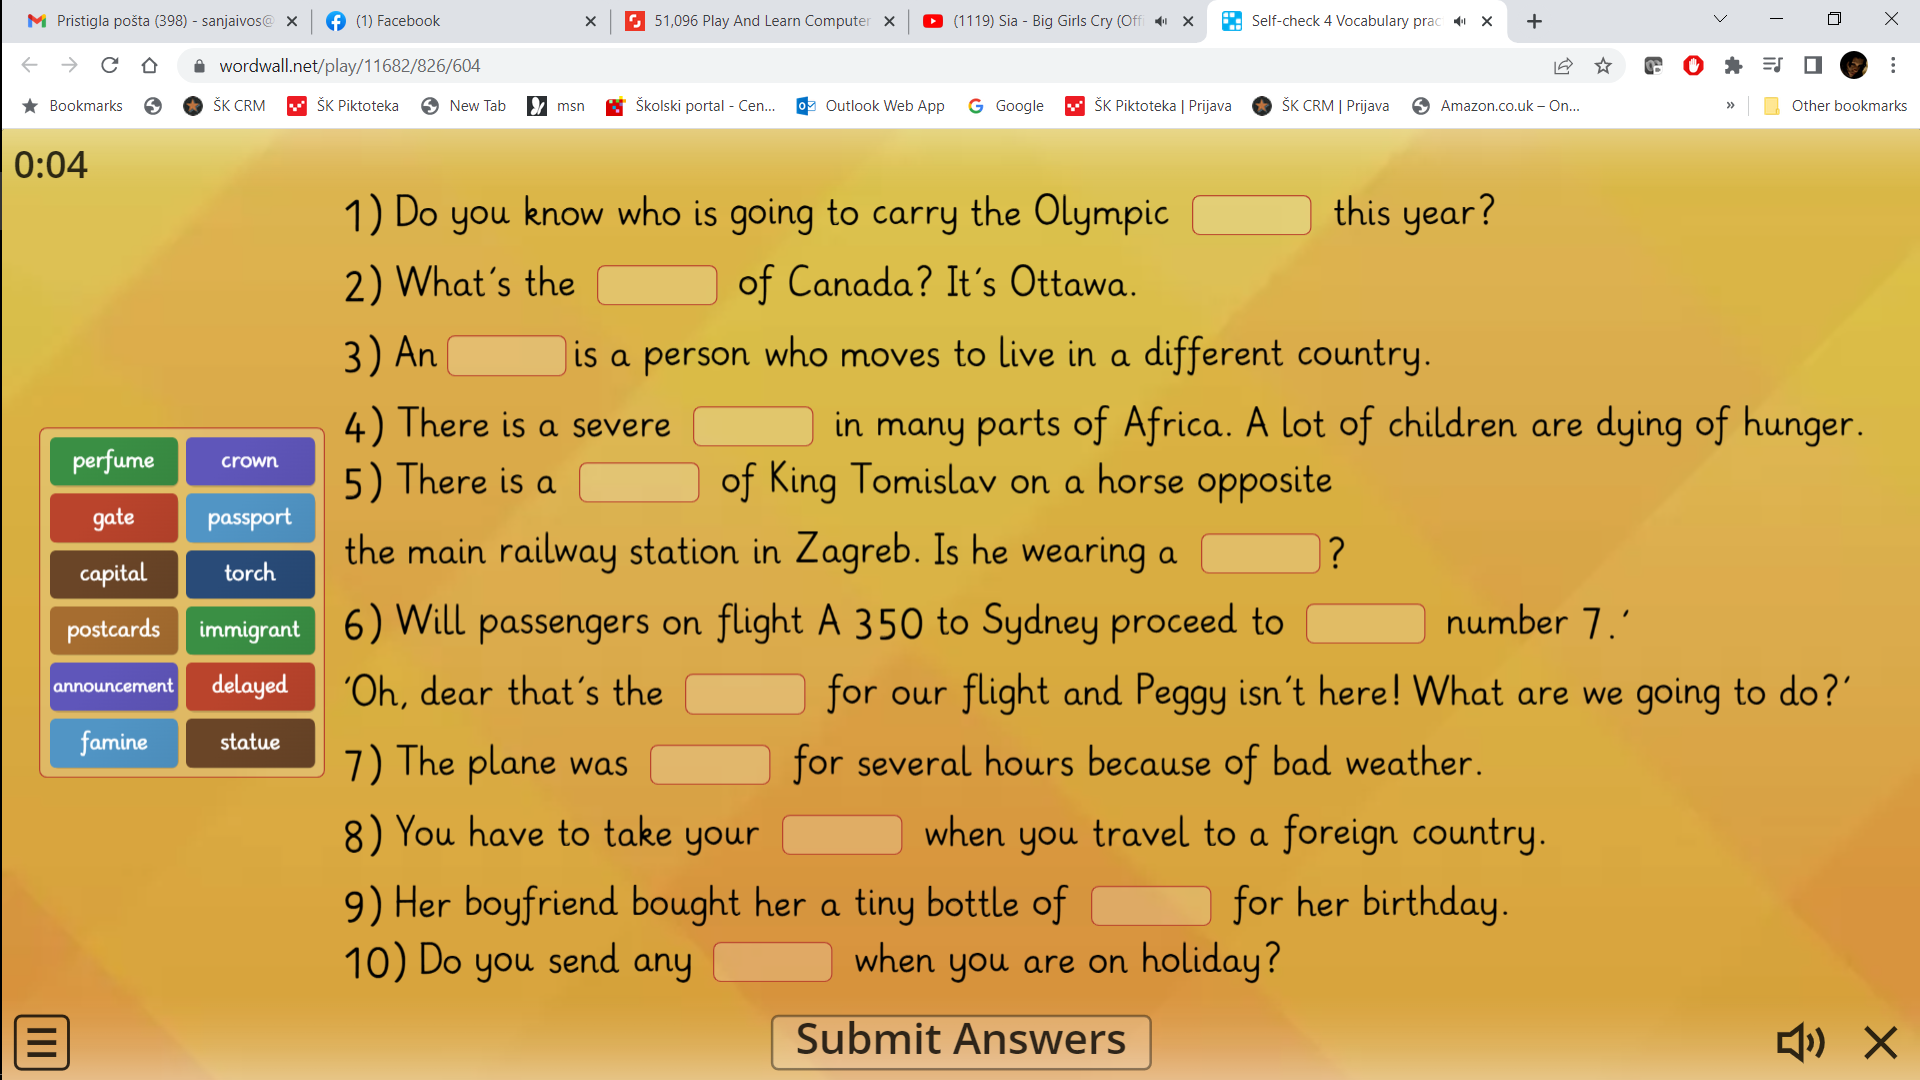 Pristigla pošta (398) - sanjaivos@
(1) Facebook
51,096 Play And Learn Computer
(1119) Sia - Big Girls Cry (Offi
Self-check 4 Vocabulary prac
wordwall.net/play/11682/826/604
Bookmarks
ŠK CRM
ŠK Piktoteka
New Tab
msn
Školski portal - Cen...
Outlook Web App
Google
ŠK Piktoteka | Prijava
ŠK CRM | Prijava
Amazon.co.uk – On...
»
Other bookmarks
0:04
1) Do you know who is going to carry the Olympic this year?
2) What's the of Canada? It's Ottawa.
3) An is a person who moves to live in a different country.
4) There is a severe in many parts of Africa. A lot of children are dying of hunger.
5) There is a of King Tomislav on a horse opposite
the main railway station in Zagreb. Is he wearing a ?
6) Will passengers on flight A 350 to Sydney proceed to number 7.'
'Oh, dear that's the for our flight and Peggy isn't here! What are we going to do?'
7) The plane was for several hours because of bad weather.
8) You have to take your when you travel to a foreign country.
9) Her boyfriend bought her a tiny bottle of for her birthday.
10) Do you send any when you are on holiday?
perfume crown
gate passport
capital torch
postcards immigrant
announcement delayed
famine statue
Submit Answers